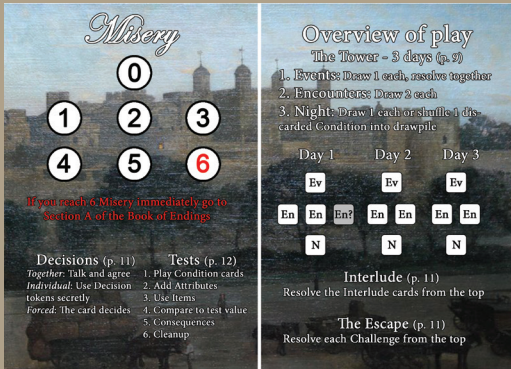 Misery
0
1 2 3
4 5 6
If you reach 6 Misery immediately go to
Section A of the Book of Endings
Decisions (p. 11)
Together: Talk and agree
Individual: Use Decision
tokens secretly
Forced: The card decides
Tests (p. 12)
1. Play Condition cards
2. Add Attributes
3. Use Items
4. Compare to test value
5. Consequences
6. Cleanup
Overview of play
The Tower - 3 days (p. 9)
1. Events: Draw 1 each, resolve together
2. Encounters: Draw 2 each
3. Night: Draw 1 each or shuffle 1 dis-
carded Condition into drawpile
Day 1 Day 2 Day 3
Ev Ev Ev
En En En? En En En En
N N N
Interlude (p. 11)
Resolve the Interlude cards from the top
The Escape (p. 11)
Resolve each Challenge from the top